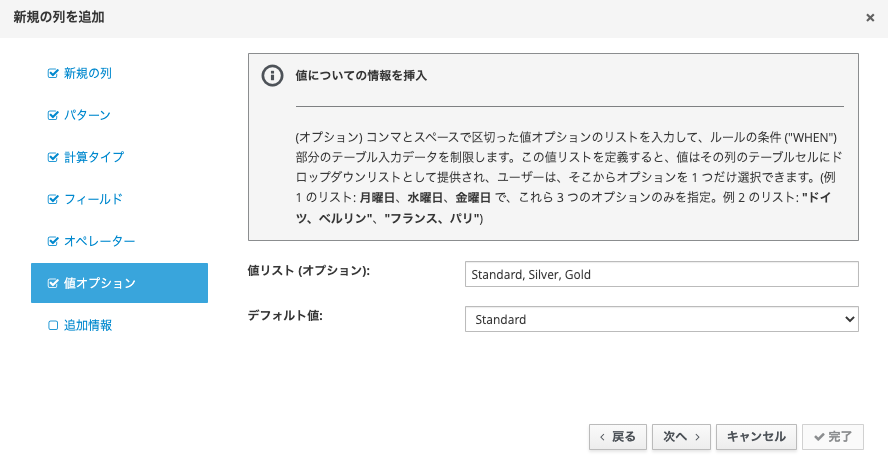 新規の列を追加
×
新規の列
パターン
計算タイプ
フィールド
オペレーター
値オプション
追加情報
値についての情報を挿入
(オプション) コンマとスペースで区切った値オプションのリストを入力して、ルールの条件 ("WHEN")
部分のテーブル入力データを制限します。この値リストを定義すると、値はその列のテーブルセルにド
ロップダウンリストとして提供され、ユーザーは、そこからオプションを 1 つだけ選択できます。(例
1 のリスト: 月曜日、水曜日、金曜日 で、これら 3 つのオプションのみを指定。例 2 のリスト: "ドイ
ツ、ベルリン"、"フランス、パリ")
値リスト (オプション):
Standard, Silver, Gold
デフォルト値:
Standard
戻る
次へ
キャンセル
完了